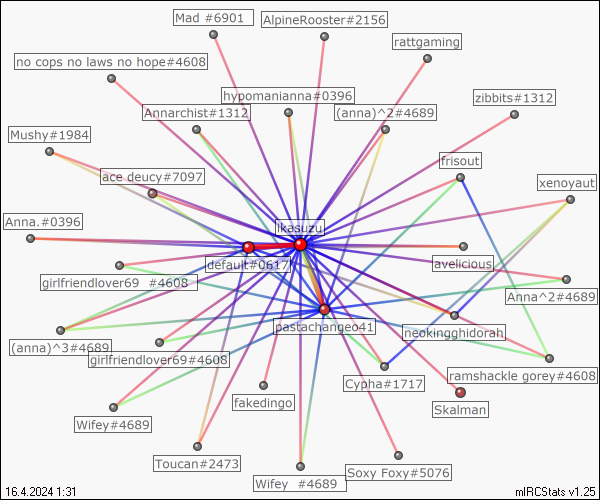 Mad #6901
AlpineRooster#2156
rattgaming
no cops no laws no hope#4608
hypomanianna#0396
zibbits#1312
Annarchist#1312
(anna)^2#4689
Mushy#1984
frisout
ace deucy#7097
xenoyaut
Anna.#0396
ikasuzu
default#0617
avelicious
girlfriendlover69 #4608
Anna^2#4689
pastachangeo41
neokingghidorah
(anna)^3#4689
girlfriendlover69#4608
ramshackle gorey#4608
Cypha#1717
fakedingo
Skalman
Wifey#4689
Toucan#2473
Soxy Foxy#5076
Wifey #4689
16.4.2024 1:31
mIRCStats v1.25